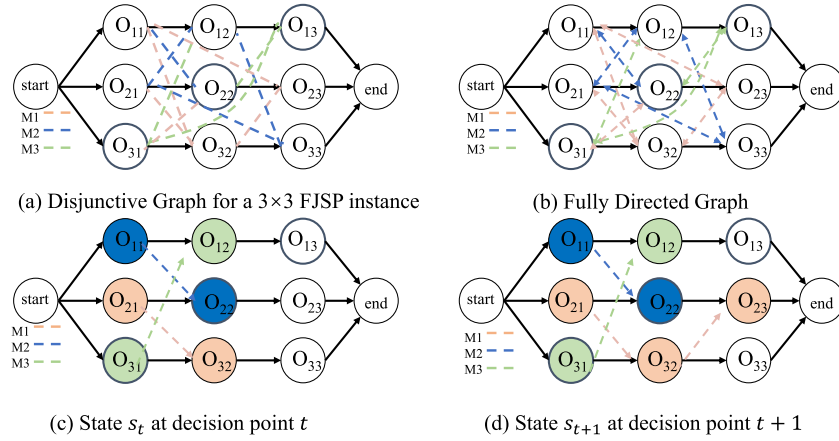 O11 O12 O13
start O21 O22 O23 end
M1
M2
M3
O31 O32 O33
(a) Disjunctive Graph for a 3×3 FJSP instance
O11 O12 O13
start O21 O22 O23 end
M1
M2
M3
O31 O32 O33
(b) Fully Directed Graph
O11 O12 O13
start O21 O22 O23 end
M1
M2
M3
O31 O32 O33
(c) State st at decision point t
O11 O12 O13
start O21 O22 O23 end
M1
M2
M3
O31 O32 O33
(d) State st+1 at decision point t + 1